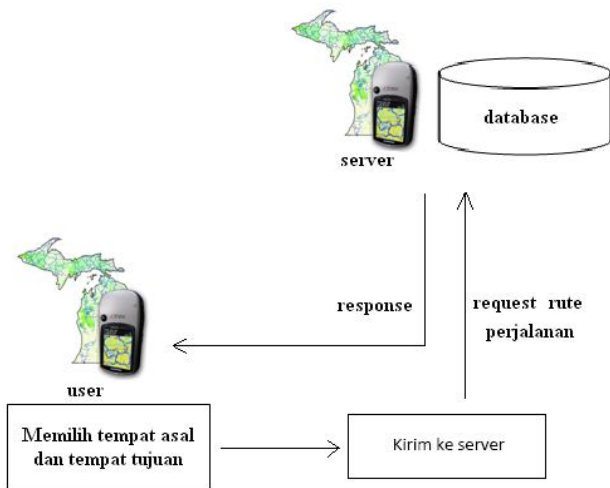 database
server
response
request rute
perjalanan
user
Memilih tempat asal
dan tempat tujuan
Kirim ke server